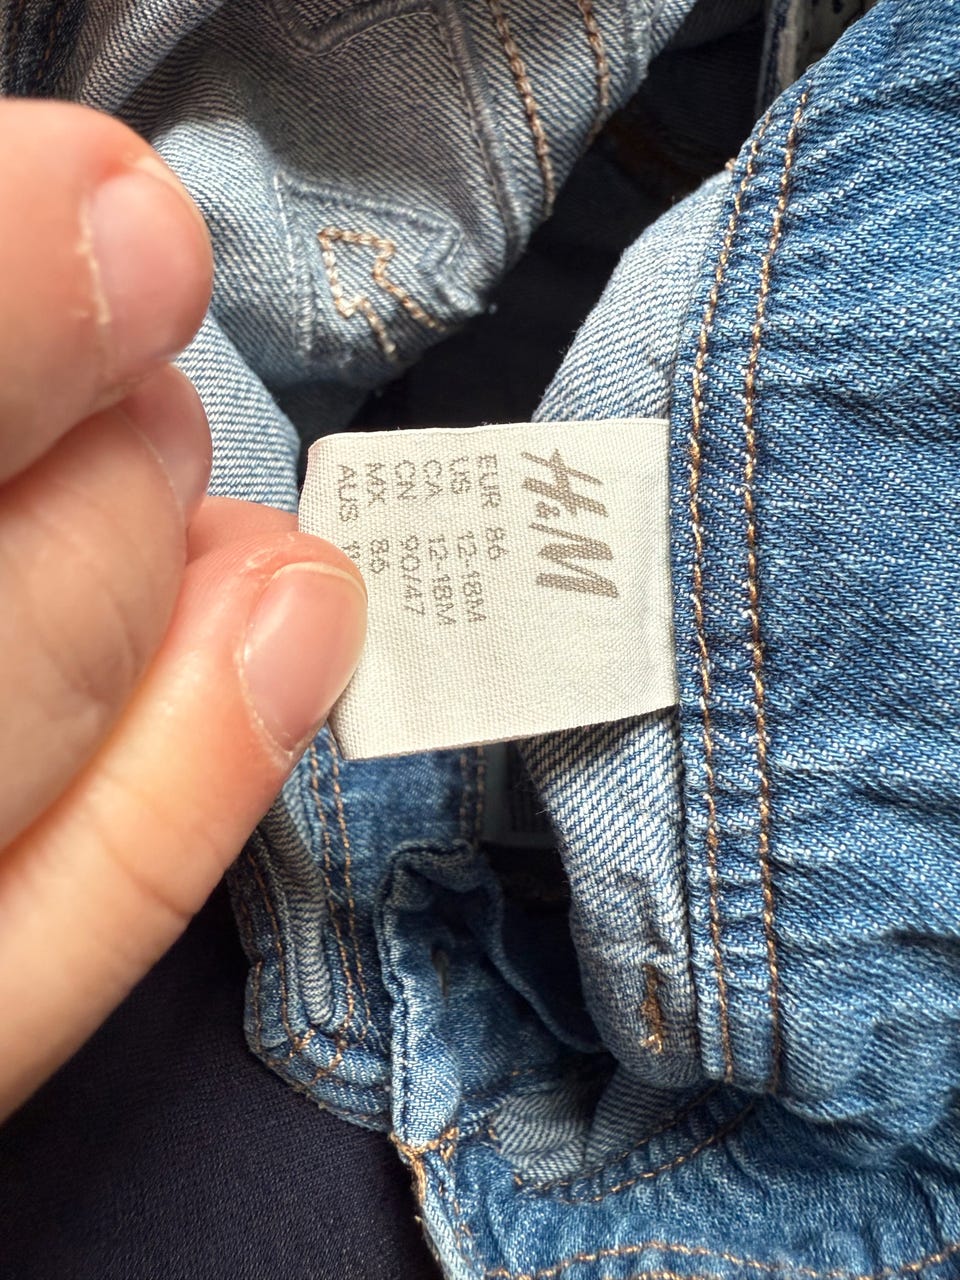 H&M
EUR 86
US 12-18M
CA 12-18M
CN 90/47
MX 86
AUS